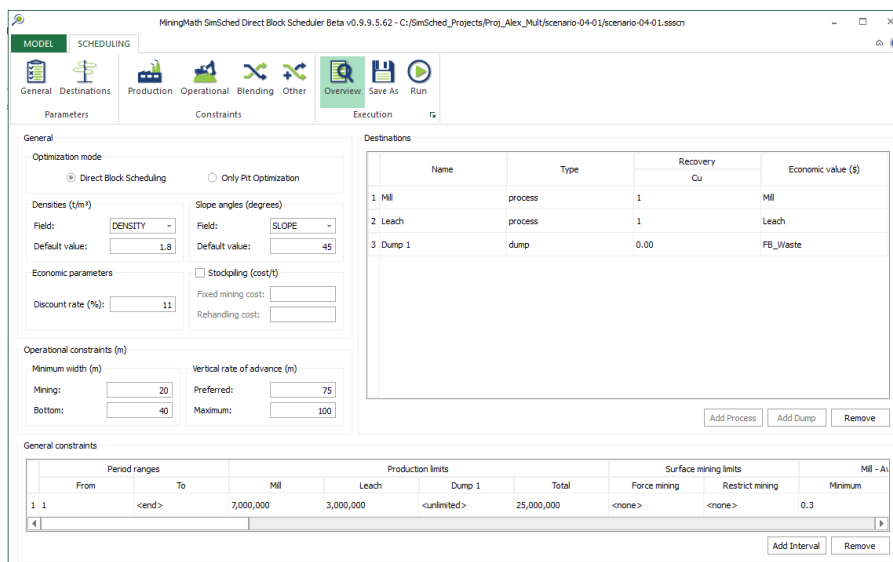 MiningMath SimSched Direct Block Scheduler Beta v0.9.9.5.62 - C:/SimSched_Projects/Proj_Alex_Mult/scenario-04-01/scenario-04-01.ssscn
MODEL SCHEDULING
General Destinations Production Operational Blending Other Overview Save As Run
Parameters Constraints Execution
General
Optimization mode
Direct Block Scheduling Only Pit Optimization
Densities (t/m³) Slope angles (degrees)
Field: DENSITY Field: SLOPE
Default value: 1.8 Default value: 45
Economic parameters Stockpiling (cost/t)
Discount rate (%): 11 Fixed mining cost:
Rehandling cost:
Operational constraints (m)
Minimum width (m) Vertical rate of advance (m)
Mining: 20 Preferred: 75
Bottom: 40 Maximum: 100
Destinations
Name Type Recovery Economic value ($)
Cu
1 Mill process 1 Mill
2 Leach process 1 Leach
3 Dump 1 dump 0.00 FB_Waste
Add Process Add Dump Remove
General constraints
Period ranges Production limits Surface mining limits Mill - Av
From To Mill Leach Dump 1 Total Force mining Restrict mining Minimum
1 1 <end> 7,000,000 3,000,000 <unlimited> 25,000,000 <none> <none> 0.3
Add Interval Remove